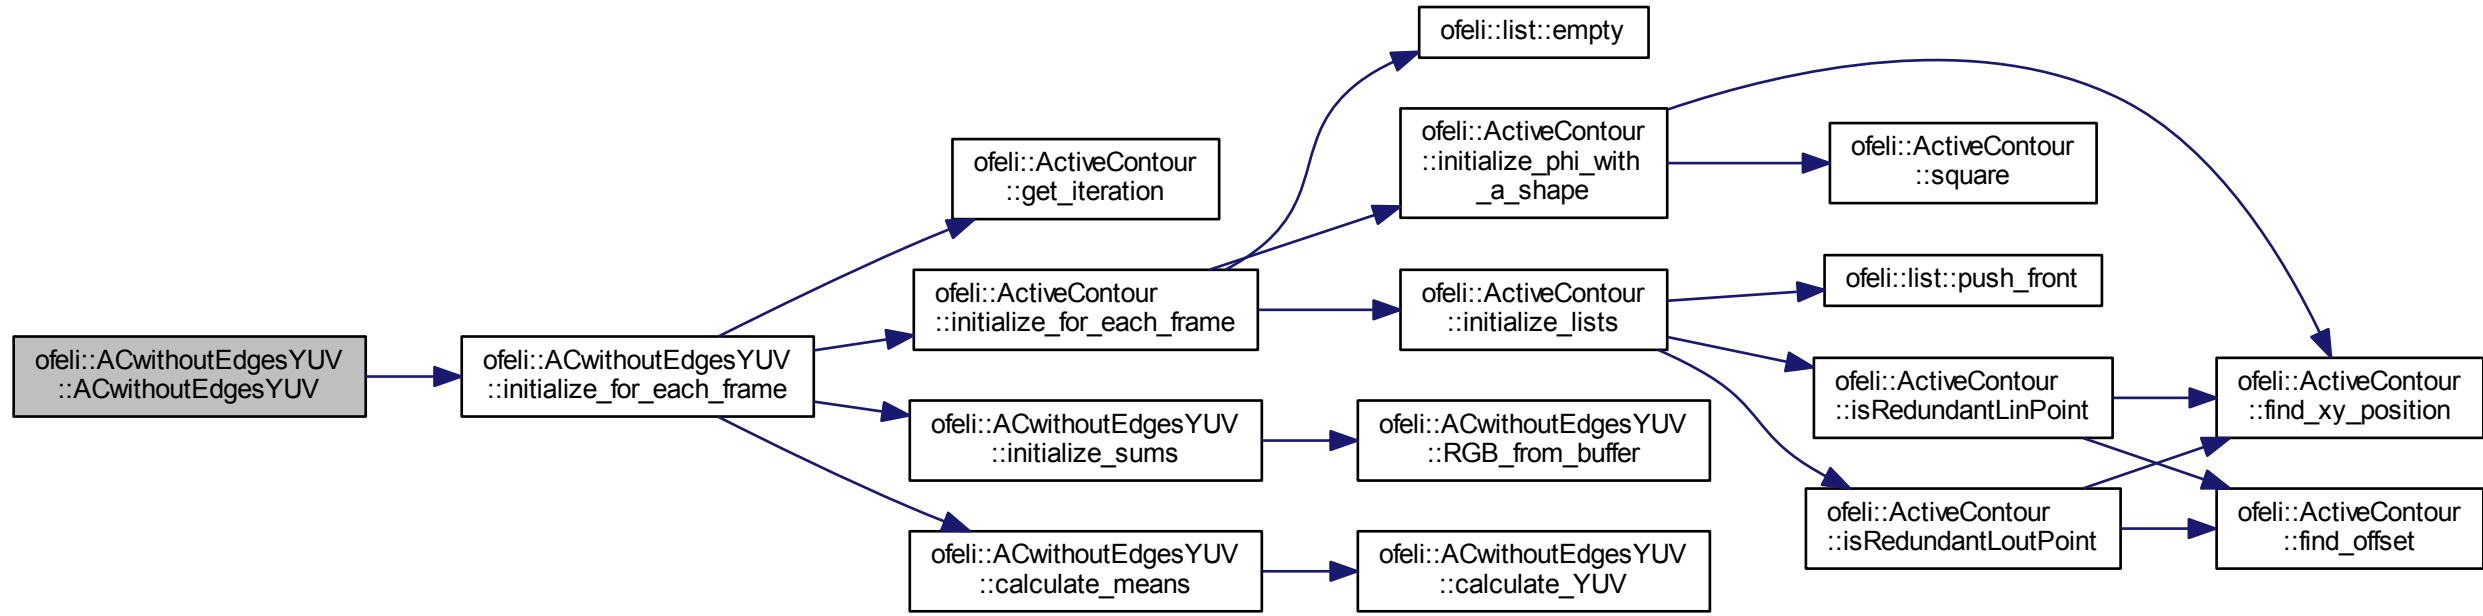 ofeli::list::empty
ofeli::ActiveContour
::initialize_phi_with
_a_shape
ofeli::ActiveContour
::square
ofeli::ActiveContour
::get_iteration
ofeli::ActiveContour
::initialize_for_each_frame
ofeli::ActiveContour
::initialize_lists
ofeli::list::push_front
ofeli::ACwithoutEdgesYUV
::ACwithoutEdgesYUV
ofeli::ACwithoutEdgesYUV
::initialize_for_each_frame
ofeli::ActiveContour
::isRedundantLinPoint
ofeli::ActiveContour
::find_xy_position
ofeli::ACwithoutEdgesYUV
::initialize_sums
ofeli::ACwithoutEdgesYUV
::RGB_from_buffer
ofeli::ActiveContour
::isRedundantLoutPoint
ofeli::ActiveContour
::find_offset
ofeli::ACwithoutEdgesYUV
::calculate_means
ofeli::ACwithoutEdgesYUV
::calculate_YUV